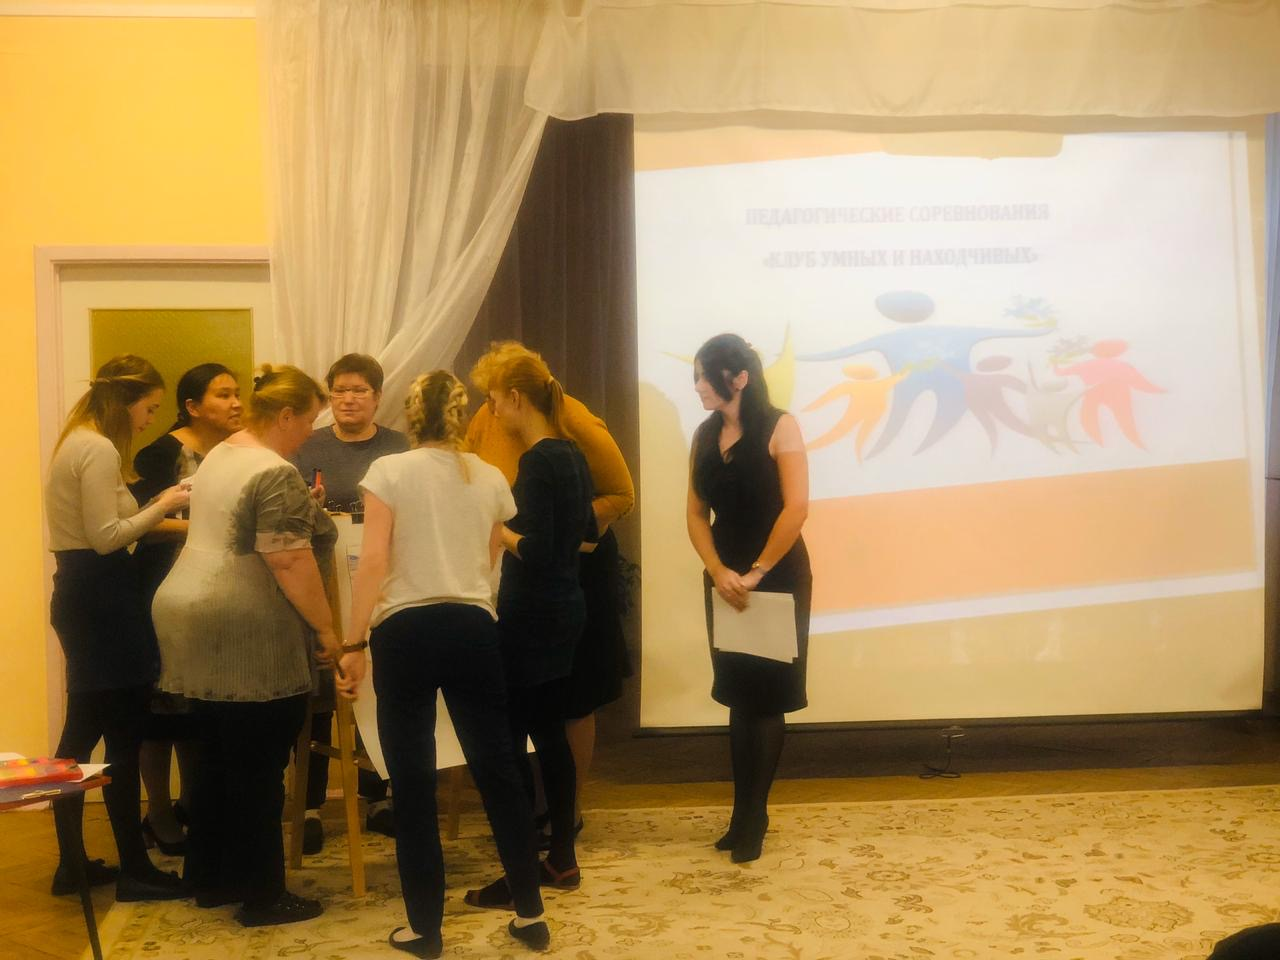 ПЕДАГОГИЧЕСКИЕ СОРЕВНОВАНИЯ
«КЛУБ УМНЫХ И НАХОДЧИВЫХ»